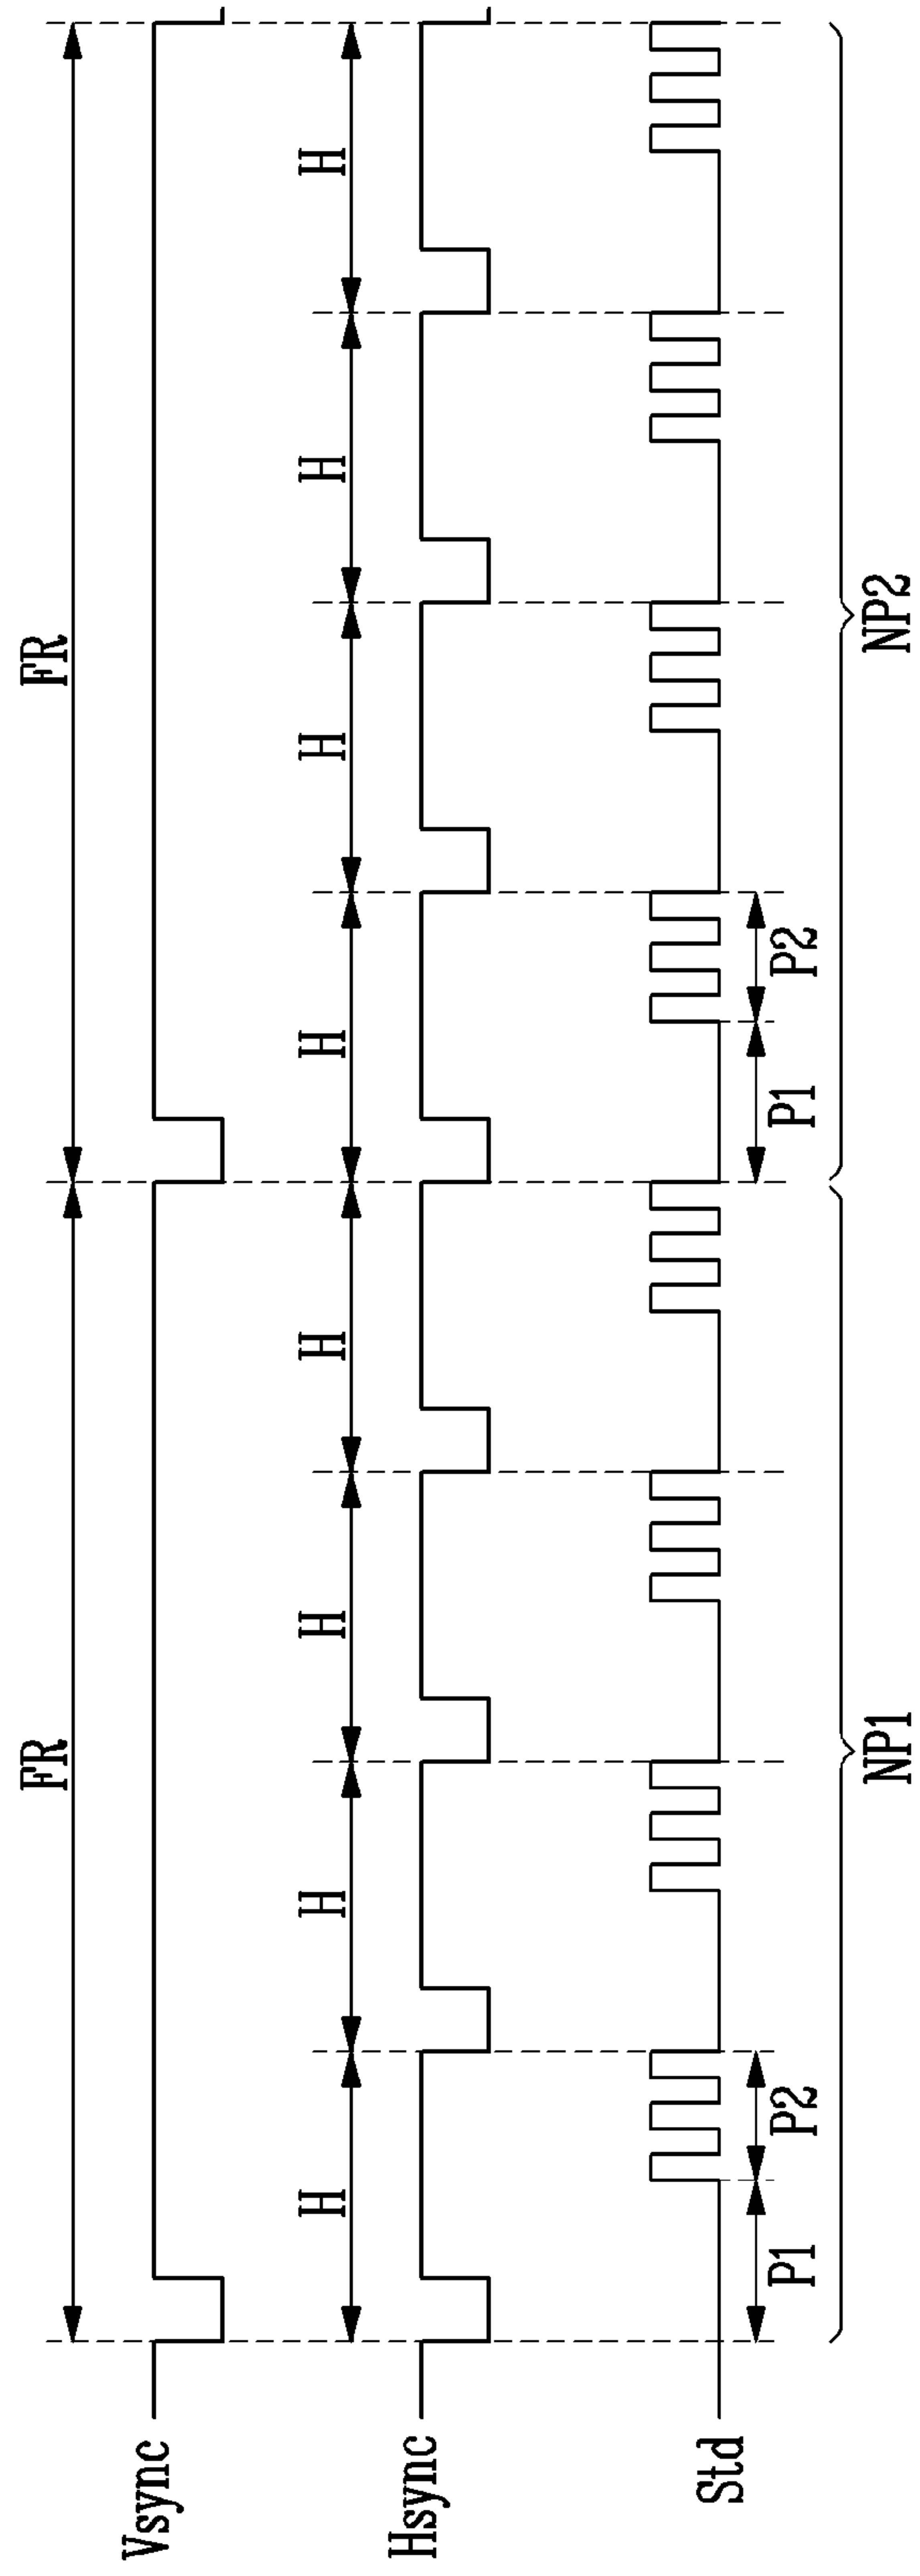 FR FR
Vsync
H H H H H H H H
Hsync
Std
P1 P2 P1 P2
NP1 NP2